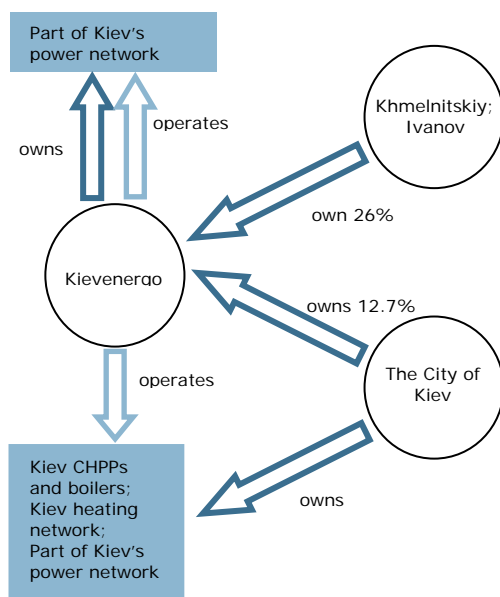 Part of Kiev's
power network
owns
operates
Khmelnitskiy;
Ivanov
own 26%
Kievenergo
owns 12.7%
The City of
Kiev
operates
Kiev CHPPs
and boilers;
Kiev heating
network;
Part of Kiev's
power network
owns